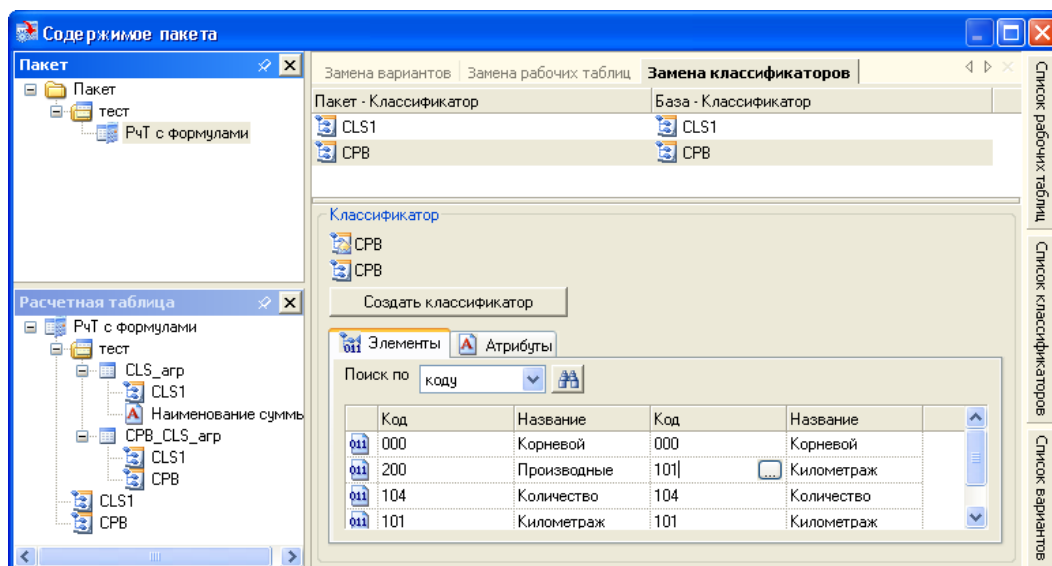 Содержимое пакета
Пакет
Пакет
тест
РчТ с формулами
Расчетная таблица
РчТ с формулами
тест
CLS_агр
CLS1
Наименование суммь
CPB_CLS_агр
CLS1
CPB
CLS1
CPB
Замена вариантов Замена рабочих таблиц Замена классификаторов
Пакет - Классификатор База - Классификатор
CLS1 CLS1
CPB CPB
Классификатор
CPB
CPB
Создать классификатор
Элементы Атрибуты
Поиск по коду
Код Название Код Название
000 Корневой 000 Корневой
200 Производные 101 ... Километраж
104 Количество 104 Количество
101 Километраж 101 Километраж
Список рабочих таблиц
Список классификаторов
Список вариантов